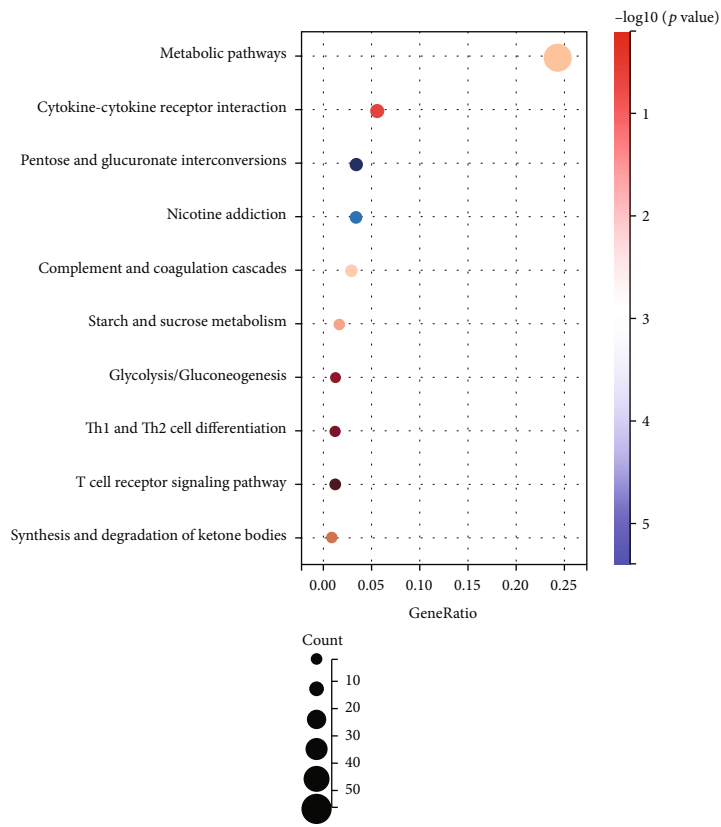 –log10 (p value)
Metabolic pathways
Cytokine-cytokine receptor interaction
Pentose and glucuronate interconversions
Nicotine addiction
Complement and coagulation cascades
Starch and sucrose metabolism
Glycolysis/Gluconeogenesis
Th1 and Th2 cell differentiation
T cell receptor signaling pathway
Synthesis and degradation of ketone bodies
1
2
3
4
5
0.00 0.05 0.10 0.15 0.20 0.25
GeneRatio
Count
10
20
30
40
50